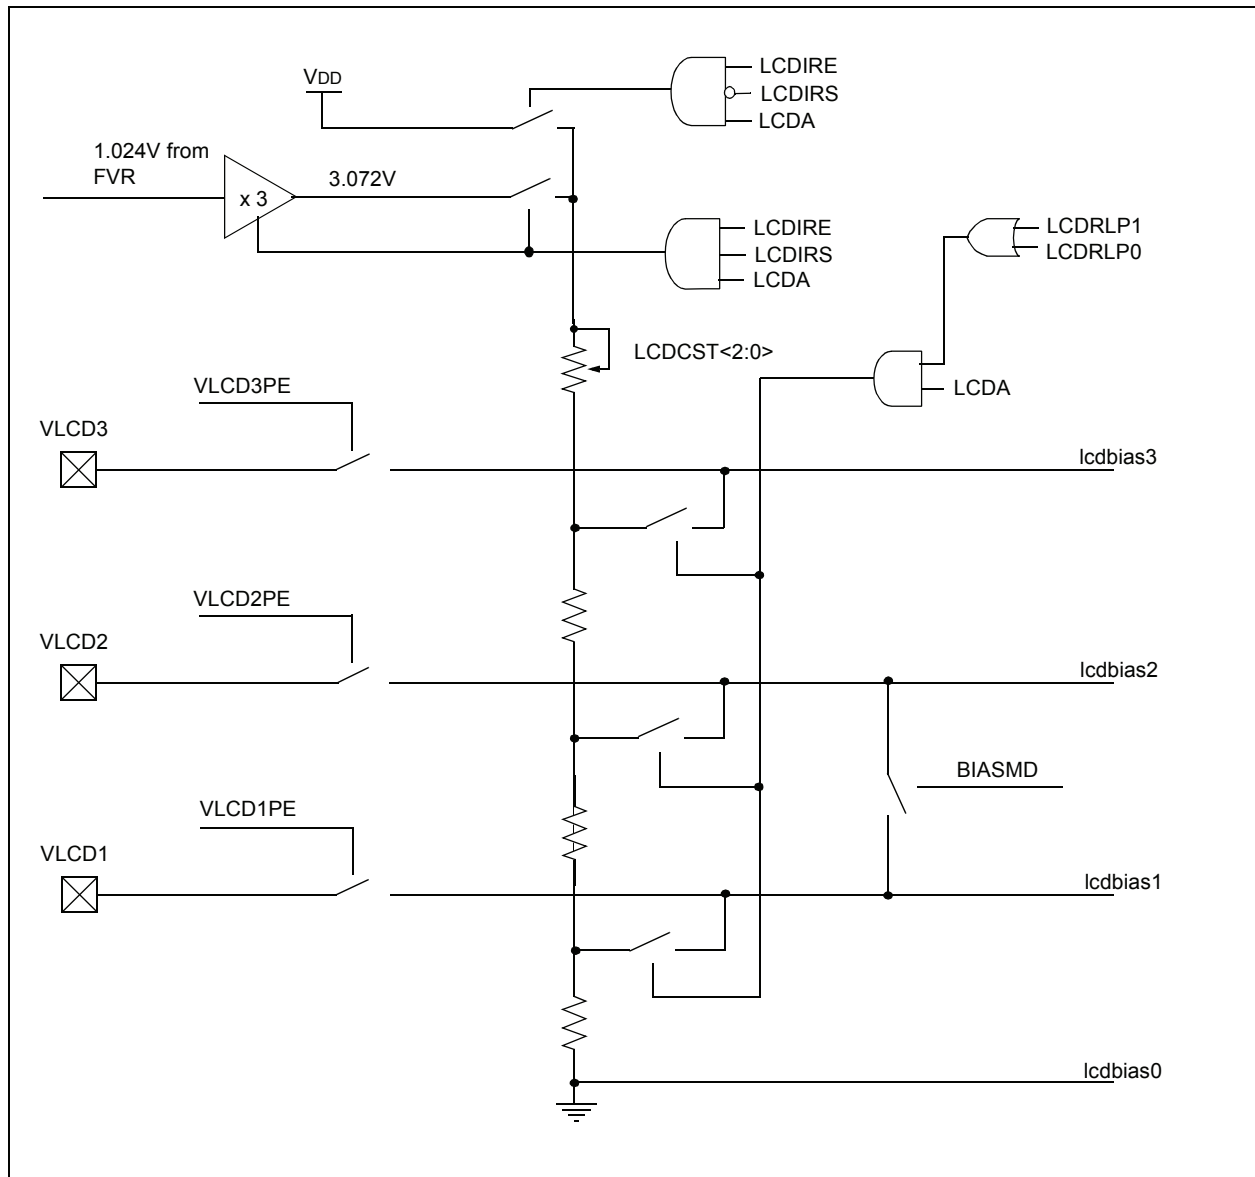 LCDIRE
VDD
LCDIRS
LCDA
1.024V from
FVR
x 3
3.072V
LCDIRE
LCDIRS
LCDA
LCDRLP1
LCDRLP0
LCDCST<2:0>
LCDA
VLCD3PE
VLCD3
lcdbias3
VLCD2PE
VLCD2
lcdbias2
BIASMD
VLCD1PE
VLCD1
lcdbias1
lcdbias0